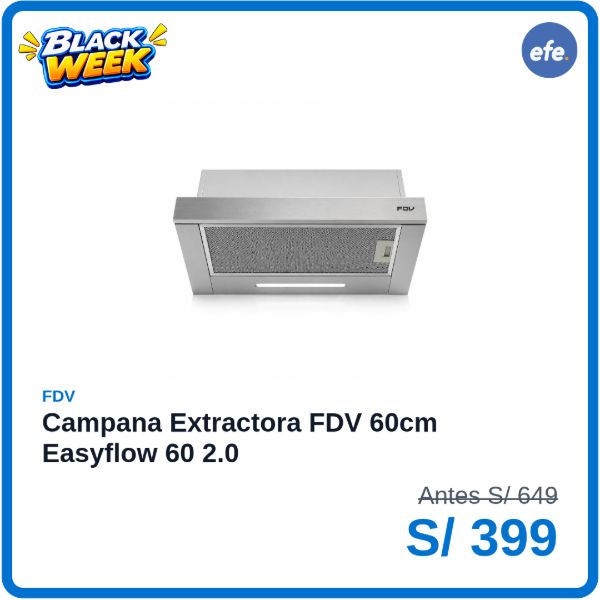 BLACK
WEEK
efe.
FDV
FDV
Campana Extractora FDV 60cm
Easyflow 60 2.0
Antes S/ 649
S/ 399